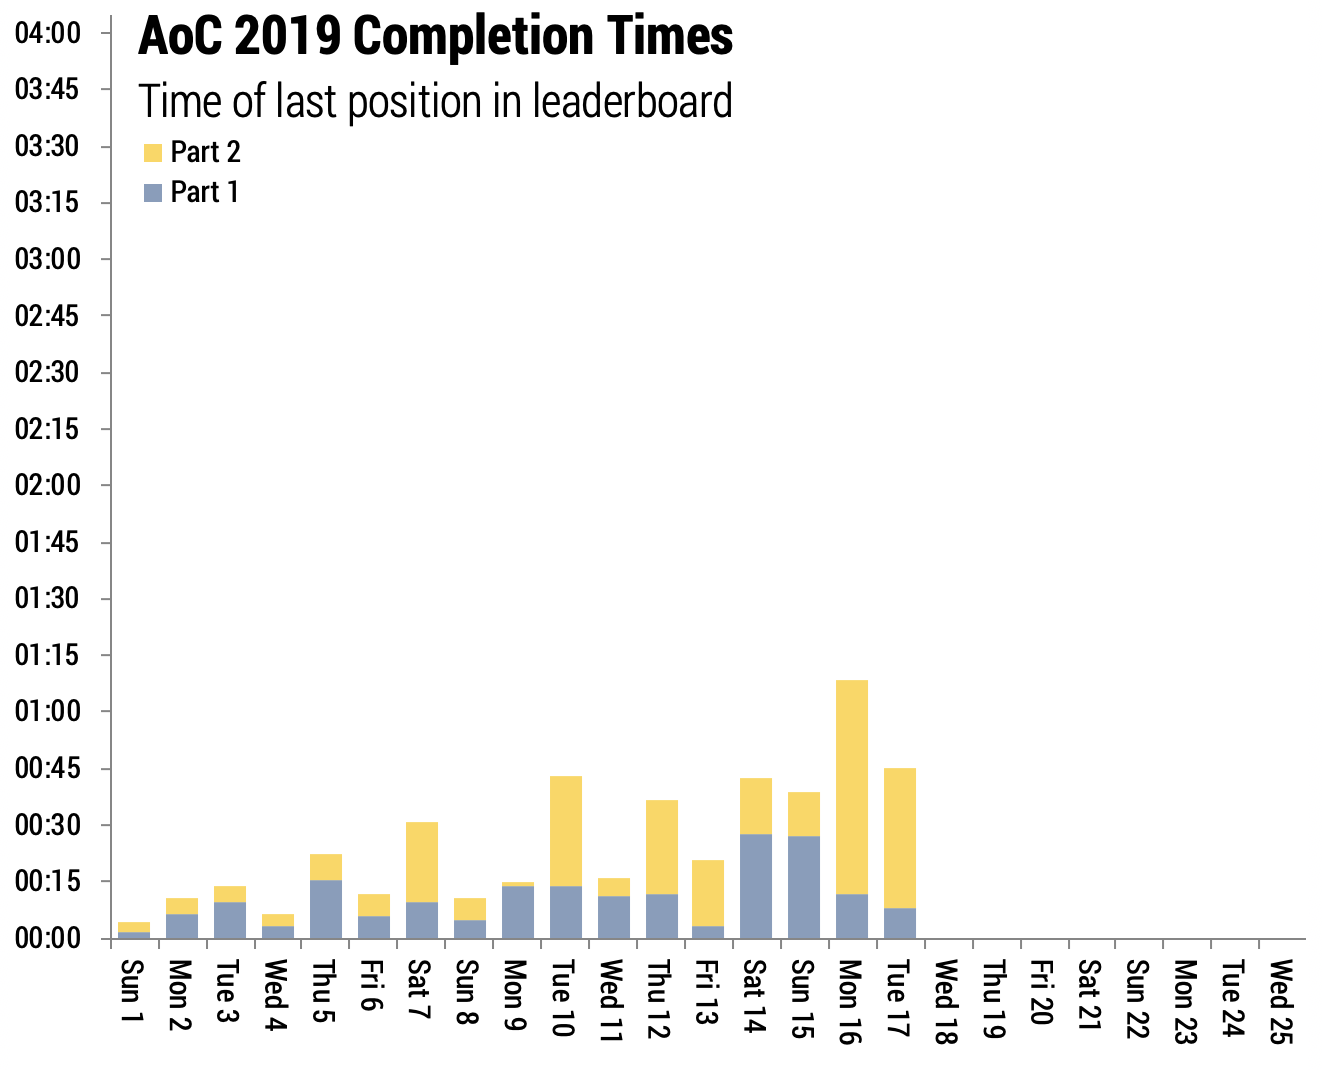 AoC 2019 Completion Times
Time of last position in leaderboard
Part 2
Part 1
04:00
03:45
03:30
03:15
03:00
02:45
02:30
02:15
02:00
01:45
01:30
01:15
01:00
00:45
00:30
00:15
00:00
Sun 1
Mon 2
Tue 3
Wed 4
Thu 5
Fri 6
Sat 7
Sun 8
Mon 9
Tue 10
Wed 11
Thu 12
Fri 13
Sat 14
Sun 15
Mon 16
Tue 17
Wed 18
Thu 19
Fri 20
Sat 21
Sun 22
Mon 23
Tue 24
Wed 25